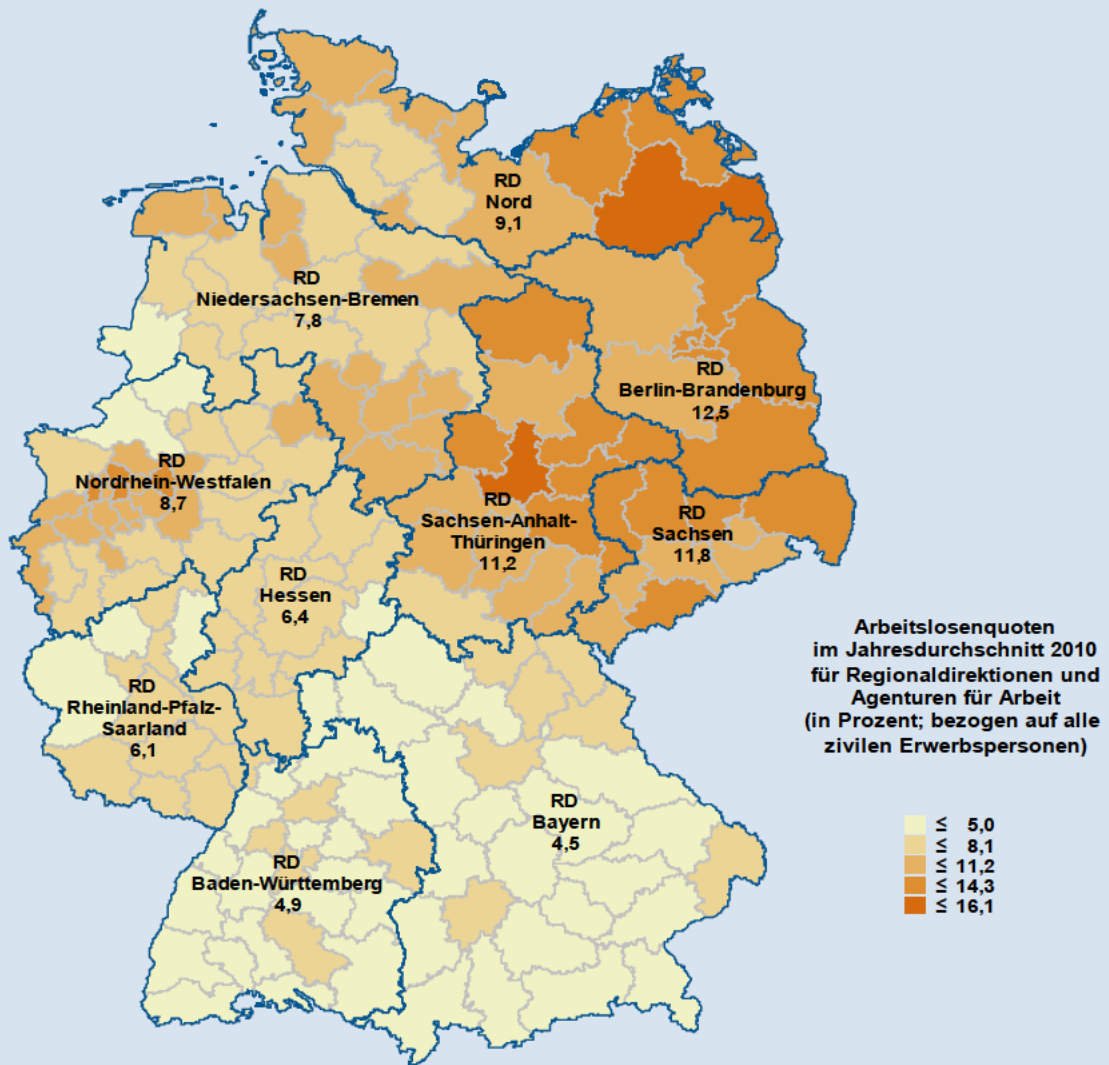 RD
Nord
9,1
RD
Niedersachsen-Bremen
7,8
RD
Berlin-Brandenburg
12,5
RD
Nordrhein-Westfalen
8,7
RD
Sachsen-Anhalt-
Thüringen
11,2
RD
Sachsen
11,8
RD
Hessen
6,4
RD
Rheinland-Pfalz-
Saarland
6,1
RD
Bayern
4,5
RD
Baden-Württemberg
4,9
Arbeitslosenquoten
im Jahresdurchschnitt 2010
für Regionaldirektionen und
Agenturen für Arbeit
(in Prozent; bezogen auf alle
zivilen Erwerbspersonen)
≤ 5,0
≤ 8,1
≤ 11,2
≤ 14,3
≤ 16,1